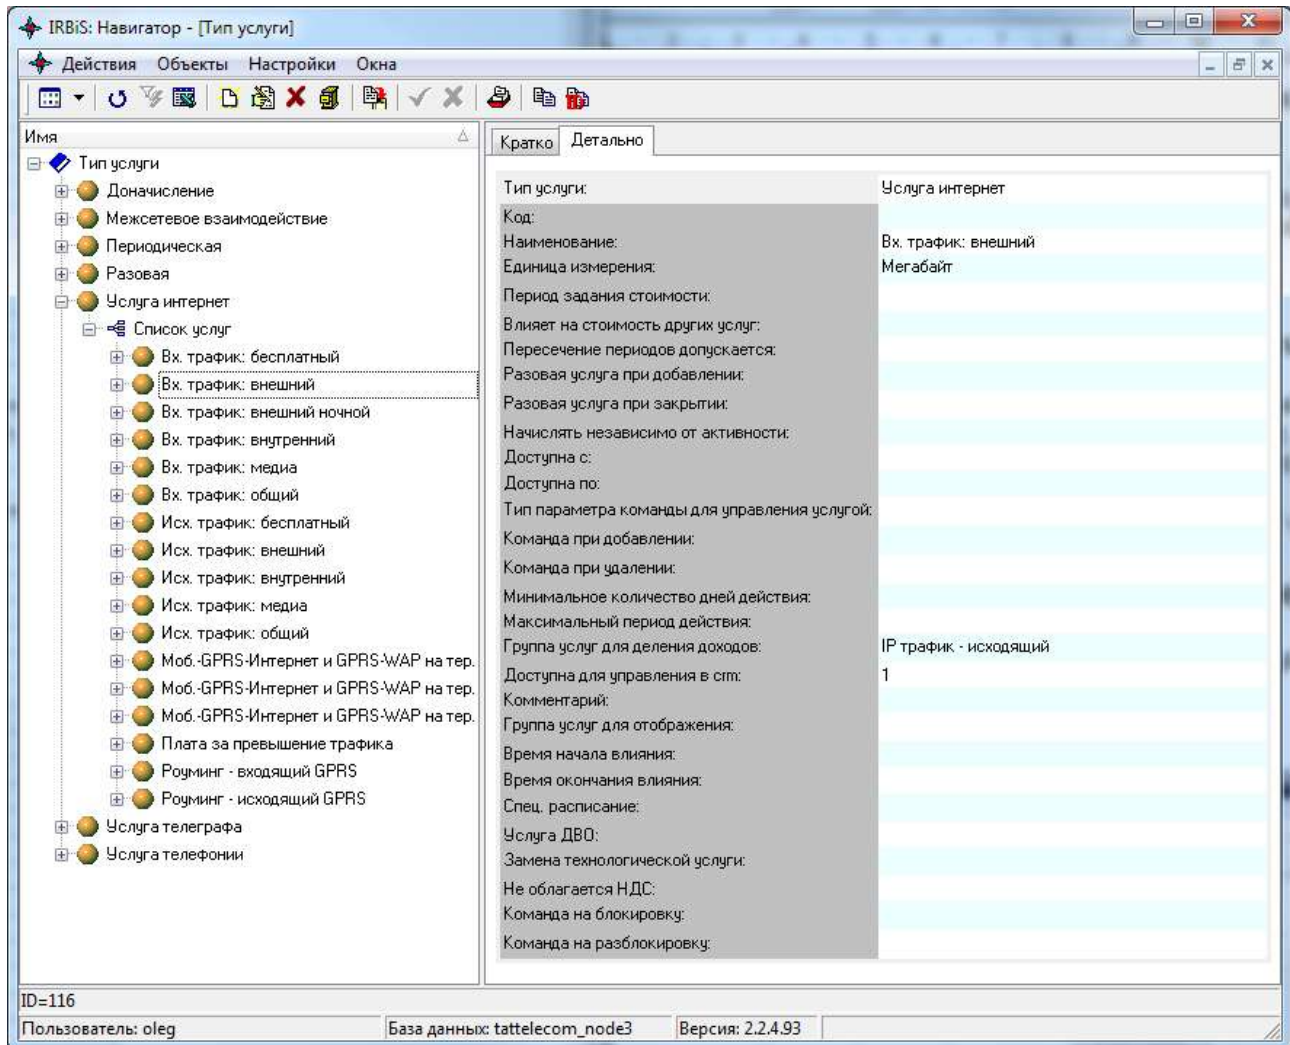 IRBiS: Навигатор - [Тип услуги]
Действия Объекты Настройки Окна
Имя
Тип услуги
Доначисление
Межсетевое взаимодействие
Периодическая
Разовая
Услуга интернет
Список услуг
Вх. трафик: бесплатный
Вх. трафик: внешний
Вх. трафик: внешний ночной
Вх. трафик: внутренний
Вх. трафик: медиа
Вх. трафик: общий
Исх. трафик: бесплатный
Исх. трафик: внешний
Исх. трафик: внутренний
Исх. трафик: медиа
Исх. трафик: общий
Моб.-GPRS-Интернет и GPRS-WAP на тер.
Моб.-GPRS-Интернет и GPRS-WAP на тер.
Моб.-GPRS-Интернет и GPRS-WAP на тер.
Плата за превышение трафика
Роуминг - входящий GPRS
Роуминг - исходящий GPRS
Услуга телеграфа
Услуга телефонии
Кратко Детально
Тип услуги: Услуга интернет
Код:
Наименование: Вх. трафик: внешний
Единица измерения: Мегабайт
Период задания стоимости:
Влияет на стоимость других услуг:
Пересечение периодов допускается:
Разовая услуга при добавлении:
Разовая услуга при закрытии:
Начислять независимо от активности:
Доступна с:
Доступна по:
Тип параметра команды для управления услугой:
Команда при добавлении:
Команда при удалении:
Минимальное количество дней действия:
Максимальный период действия:
Группа услуг для деления доходов: IP трафик - исходящий
Доступна для управления в crm: 1
Комментарий:
Группа услуг для отображения:
Время начала влияния:
Время окончания влияния:
Спец. расписание:
Услуга ДВО:
Замена технологической услуги:
Не облагается НДС:
Команда на блокировку:
Команда на разблокировку:
ID=116
Пользователь: oleg База данных: tattelecom_node3 Версия: 2.2.4.93